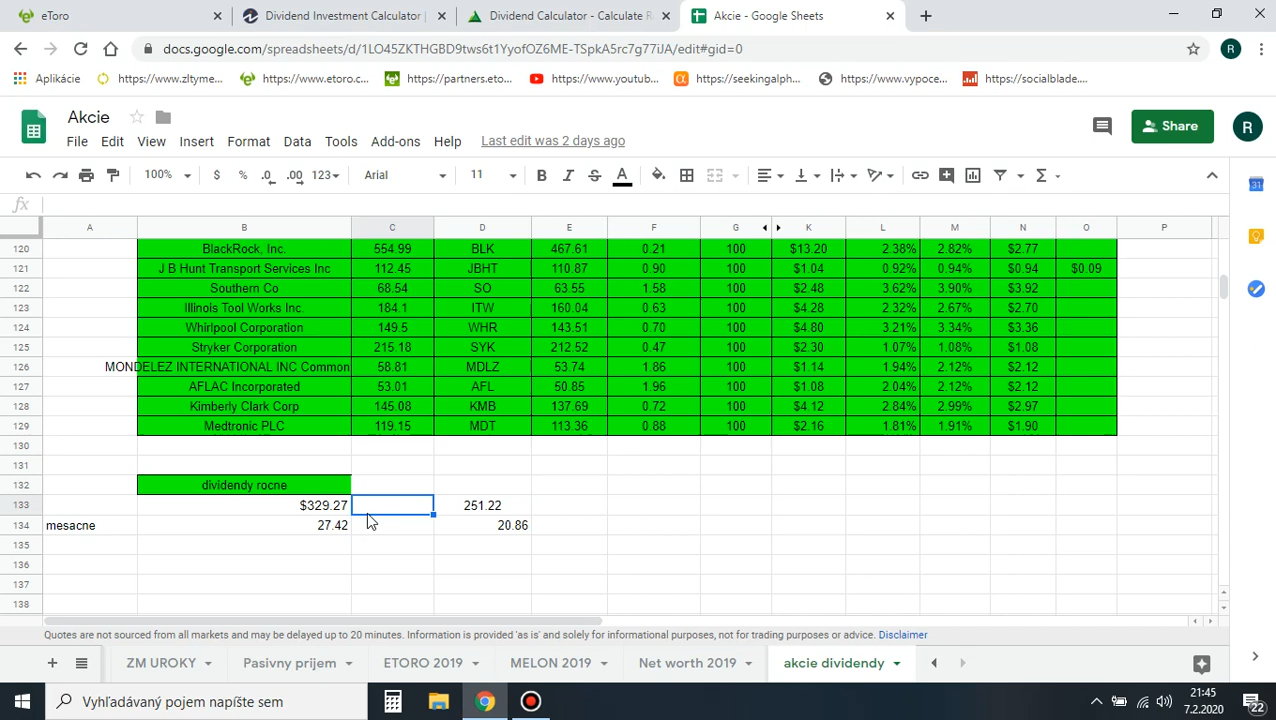 eToro
Dividend Investment Calculator |
Dividend Calculator - Calculate R
Akcie - Google Sheets
docs.google.com/spreadsheets/d/1LO45ZKTHGBD9tws6t1YyofOZ6ME-TSpkA5rc7g77iJA/edit#gid=0
R
Aplikácie https://www.zltyme... https://www.etoro.c... https://partners.eto... https://www.youtub... https://seekingalph... https://www.vypoce... https://socialblade....
Akcie
File Edit View Insert Format Data Tools Add-ons Help Last edit was 2 days ago
Share
R
100% $ % .0 .00 123 Arial 11 B I S A
fx
31
A B C D E F G K L M N O P
120 BlackRock, Inc. 554.99 BLK 467.61 0.21 100 $13.20 2.38% 2.82% $2.77
121 J B Hunt Transport Services Inc 112.45 JBHT 110.87 0.90 100 $1.04 0.92% 0.94% $0.94 $0.09
122 Southern Co 68.54 SO 63.55 1.58 100 $2.48 3.62% 3.90% $3.92
123 Illinois Tool Works Inc. 184.1 ITW 160.04 0.63 100 $4.28 2.32% 2.67% $2.70
124 Whirlpool Corporation 149.5 WHR 143.51 0.70 100 $4.80 3.21% 3.34% $3.36
125 Stryker Corporation 215.18 SYK 212.52 0.47 100 $2.30 1.07% 1.08% $1.08
126 MONDELEZ INTERNATIONAL INC Common 58.81 MDLZ 53.74 1.86 100 $1.14 1.94% 2.12% $2.12
127 AFLAC Incorporated 53.01 AFL 50.85 1.96 100 $1.08 2.04% 2.12% $2.12
128 Kimberly Clark Corp 145.08 KMB 137.69 0.72 100 $4.12 2.84% 2.99% $2.97
129 Medtronic PLC 119.15 MDT 113.36 0.88 100 $2.16 1.81% 1.91% $1.90
130
131
132 dividendy rocne
133 $329.27 251.22
134 mesacne 27.42 20.86
135
136
137
138
Quotes are not sourced from all markets and may be delayed up to 20 minutes. Information is provided 'as is' and solely for informational purposes, not for trading purposes or advice. Disclaimer
ZM UROKY Pasivny prijem ETORO 2019 MELON 2019 Net worth 2019 akcie dividendy
Vyhľadávaný pojem napíšte sem
21:45
7.2.2020
22